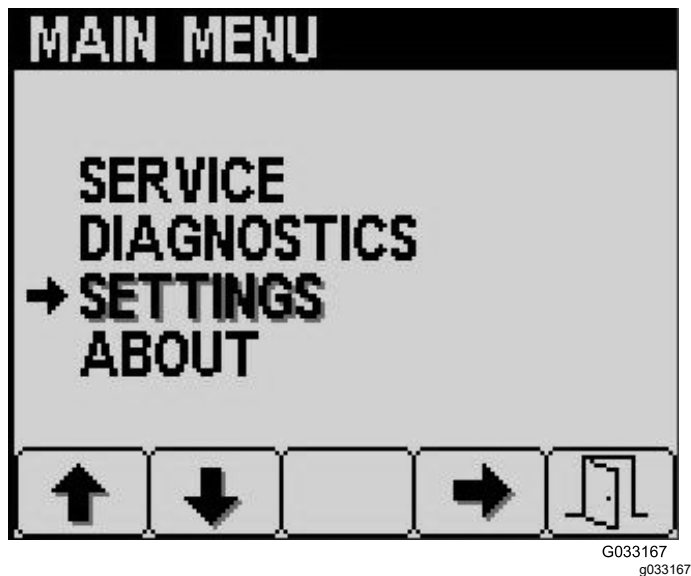 MAIN MENU
SERVICE
DIAGNOSTICS
SETTINGS
ABOUT
G033167
g033167